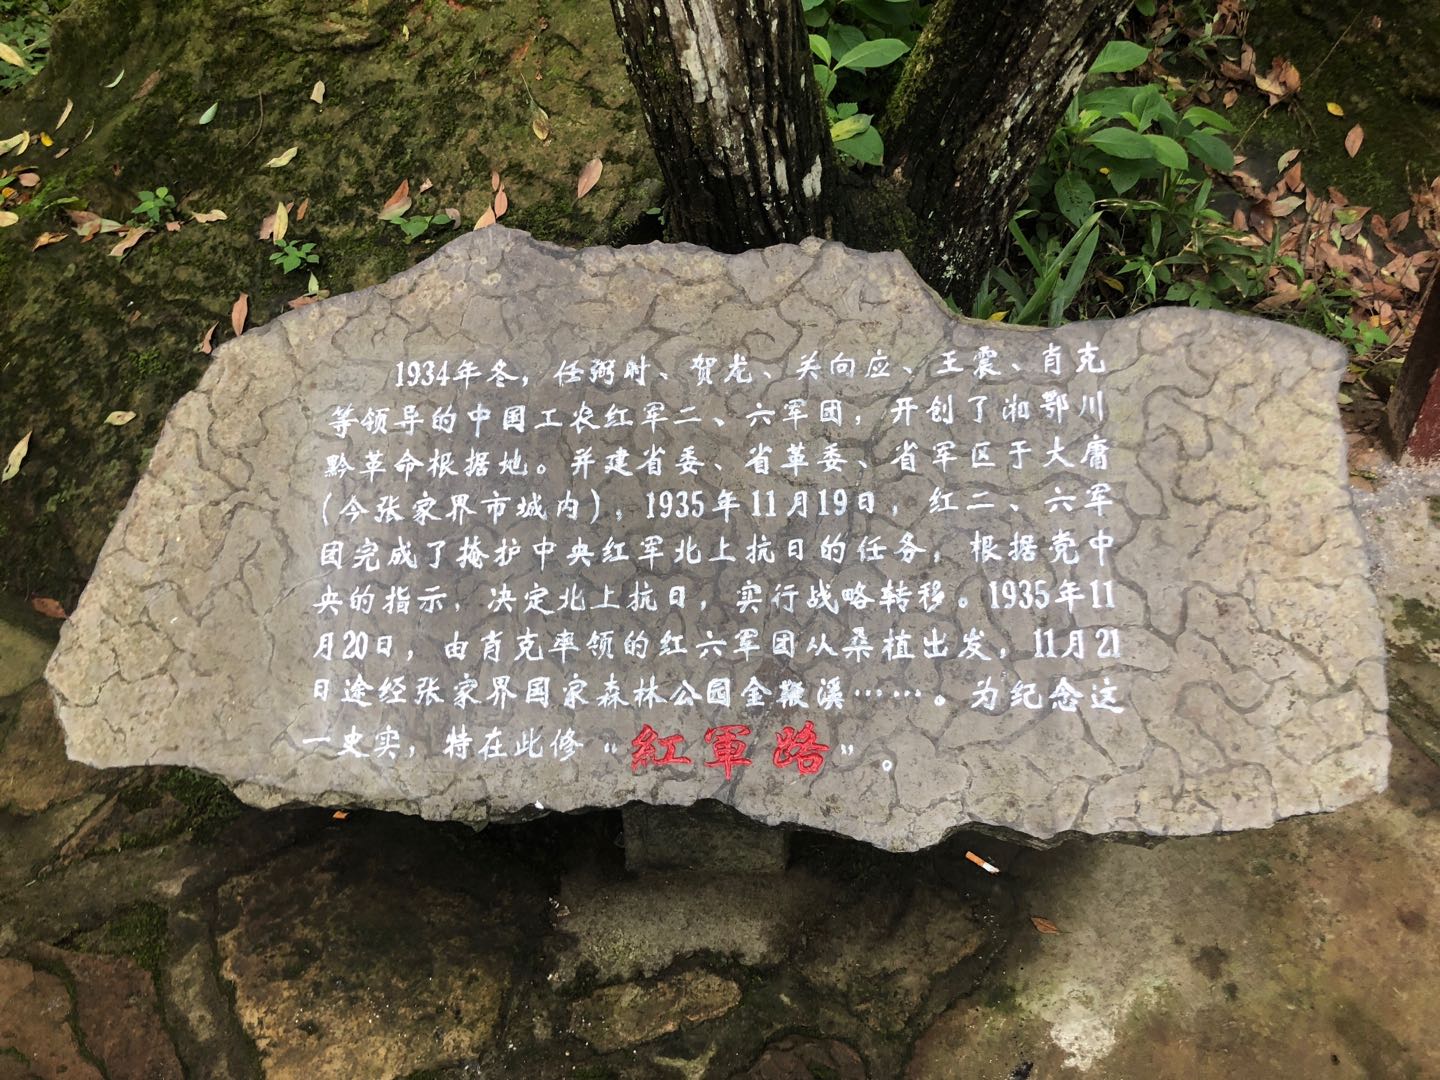 1934年冬，任弼时、贺龙、关向应、王震、肖克
等领导的中国工农红军二、六军团，开创了湘鄂川
黔革命根据地。并建省委、省革委、省军区于大庸
（今张家界市城内），1935年11月19日，红二、六军
团完成了掩护中央红军北上抗日的任务，根据党中
央的指示，决定北上抗日，实行战略转移。1935年11
月20日，由肖克率领的红六军团从桑植出发，11月21
日途经张家界国家森林公园金鞭溪……。为纪念这
一史实，特在此修“紅軍路”。